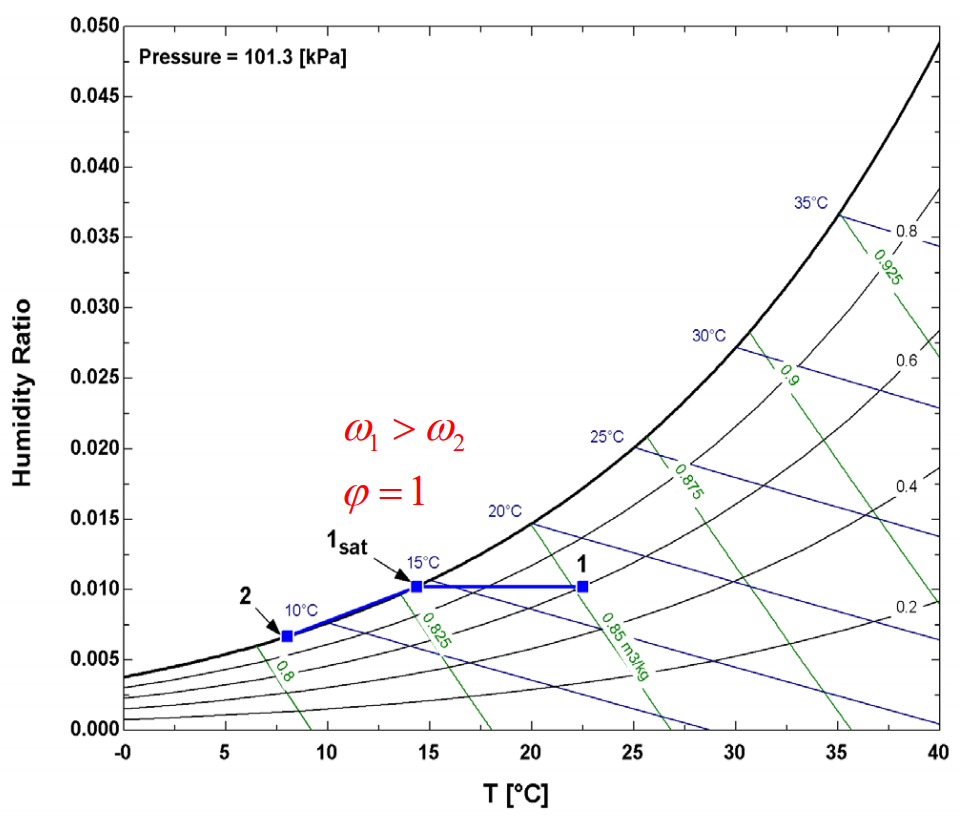 0.050
Pressure = 101.3 [kPa]
0.045
0.040
35°C
0.035
0.8
0.925
0.030
30°C
0.6
0.9
0.025
Humidity Ratio
ω₁ > ω₂
25°C
0.020
0.875
φ = 1
0.4
20°C
0.015
1sat
15°C
1
0.010
2
10°C
0.2
0.825
0.85 m3/kg
0.005
0.8
0.000
-0 5 10 15 20 25 30 35 40
T [°C]